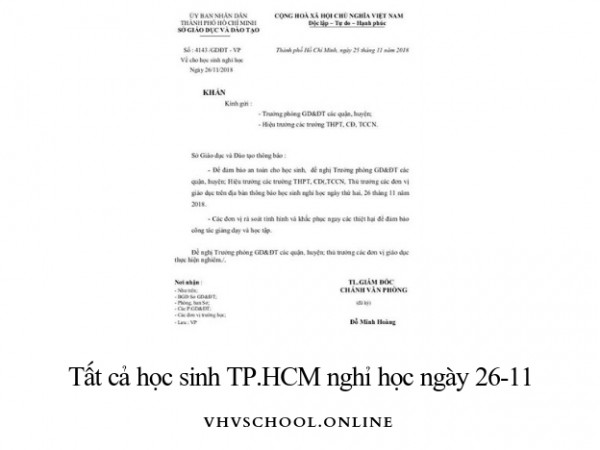 ỦY BAN NHÂN DÂN
THÀNH PHỐ HỒ CHÍ MINH
SỞ GIÁO DỤC VÀ ĐÀO TẠO
CỘNG HOÀ XÃ HỘI CHỦ NGHĨA VIỆT NAM
Độc lập – Tự do – Hạnh phúc
Số : 4143 /GDĐT - VP
Về cho học sinh nghỉ học
Ngày 26/11/2018
Thành phố Hồ Chí Minh, ngày 25 tháng 11 năm 2018
KHẨN
Kính gửi :
- Trưởng phòng GD&ĐT các quận, huyện;
- Hiệu trưởng các trường THPT, CĐ, TCCN.
Sở Giáo dục và Đào tạo thông báo :
- Để đảm bảo an toàn cho học sinh, đề nghị Trưởng phòng GD&ĐT các
quận, huyện; Hiệu trưởng các trường THPT, CĐ,TCCN, Thủ trưởng các đơn vị
giáo dục trên địa bàn thông báo học sinh nghỉ học ngày thứ hai, 26 tháng 11 năm
2018.
- Các đơn vị rà soát tình hình và khắc phục ngay các thiệt hại để đảm bảo
công tác giảng dạy và học tập.
Đề nghị Trưởng phòng GD&ĐT các quận, huyện; thủ trưởng các đơn vị giáo dục
thực hiện nghiêm./.
Nơi nhận :
- Như trên;
- BGĐ Sở GD&ĐT;
- Phòng, ban Sở;
- Các P.GD&ĐT;
- Các đơn vị trường học;
- Lưu : VP
TL.GIÁM ĐỐC
CHÁNH VĂN PHÒNG
(đã ký)
Đỗ Minh Hoàng
Tất cả học sinh TP.HCM nghỉ học ngày 26-11
VHVSCHOOL.ONLINE